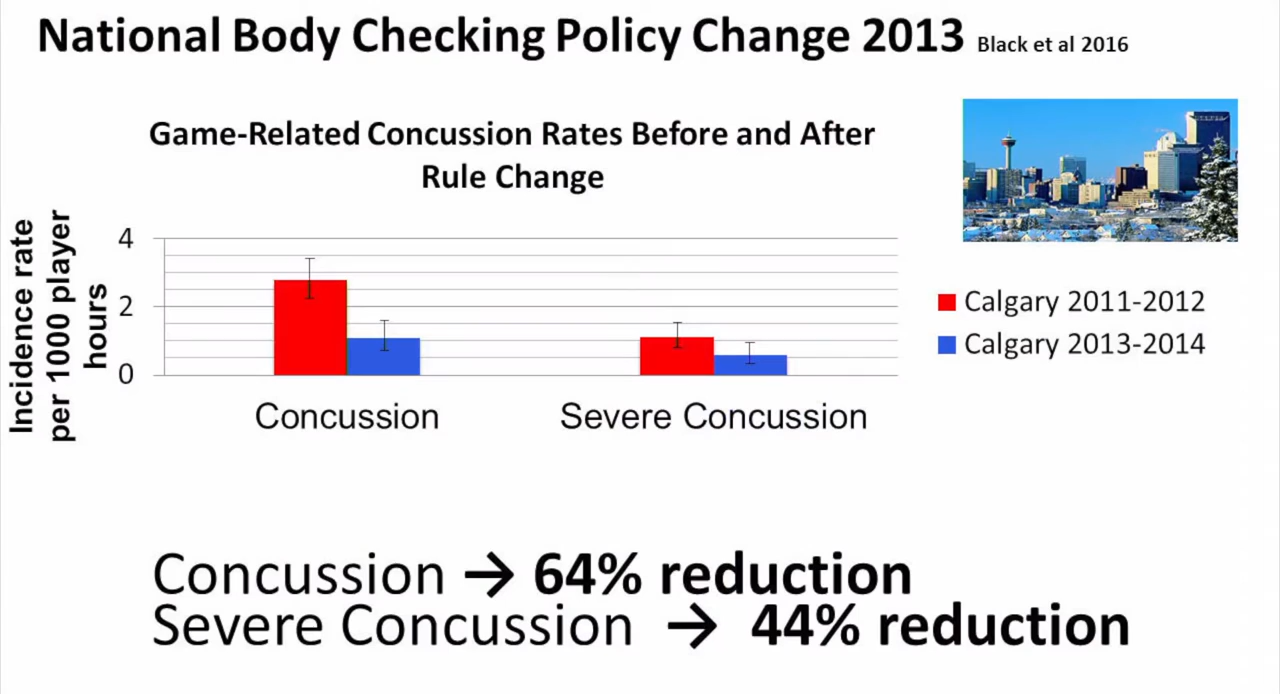 National Body Checking Policy Change 2013 Black et al 2016
Game-Related Concussion Rates Before and After
Rule Change
Incidence rate
per 1000 player
hours
4
2
0
Concussion
Severe Concussion
Calgary 2011-2012
Calgary 2013-2014
Concussion → 64% reduction
Severe Concussion → 44% reduction